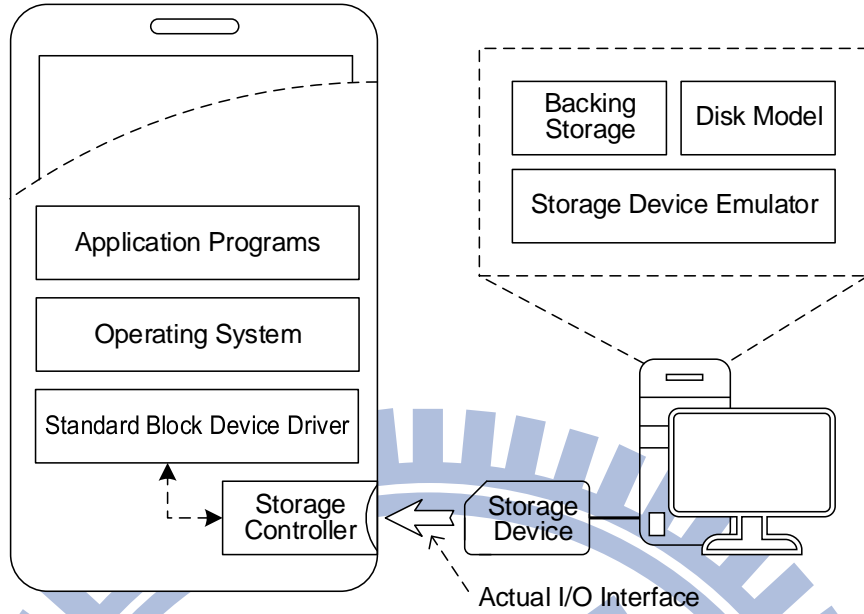 Application Programs
Operating System
Standard Block Device Driver
Storage
Controller
Backing
Storage
Disk Model
Storage Device Emulator
Storage
Device
Actual I/O Interface